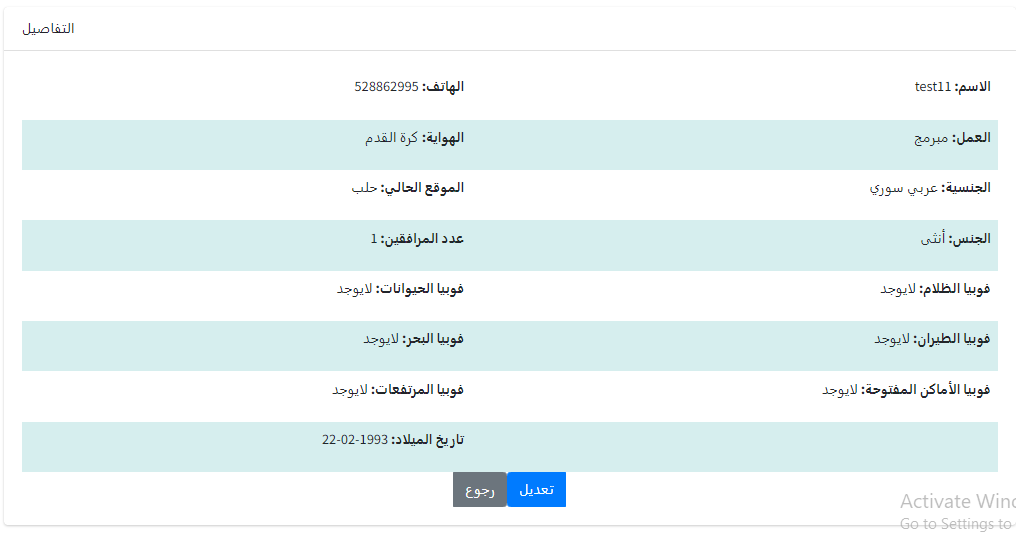 التفاصيل
الاسم: test11
الهاتف: 528862995
العمل: مبرمج
الهواية: كرة القدم
الجنسية: عربي سوري
الموقع الحالي: حلب
الجنس: أنثى
عدد المرافقين: 1
فوبيا الظلام: لايوجد
فوبيا الحيوانات: لايوجد
فوبيا الطيران: لايوجد
فوبيا البحر: لايوجد
فوبيا الأماكن المفتوحة: لايوجد
فوبيا المرتفعات: لايوجد
تاريخ الميلاد: 1993-02-22
تعديل
رجوع
Activate Win
Go to Settings to